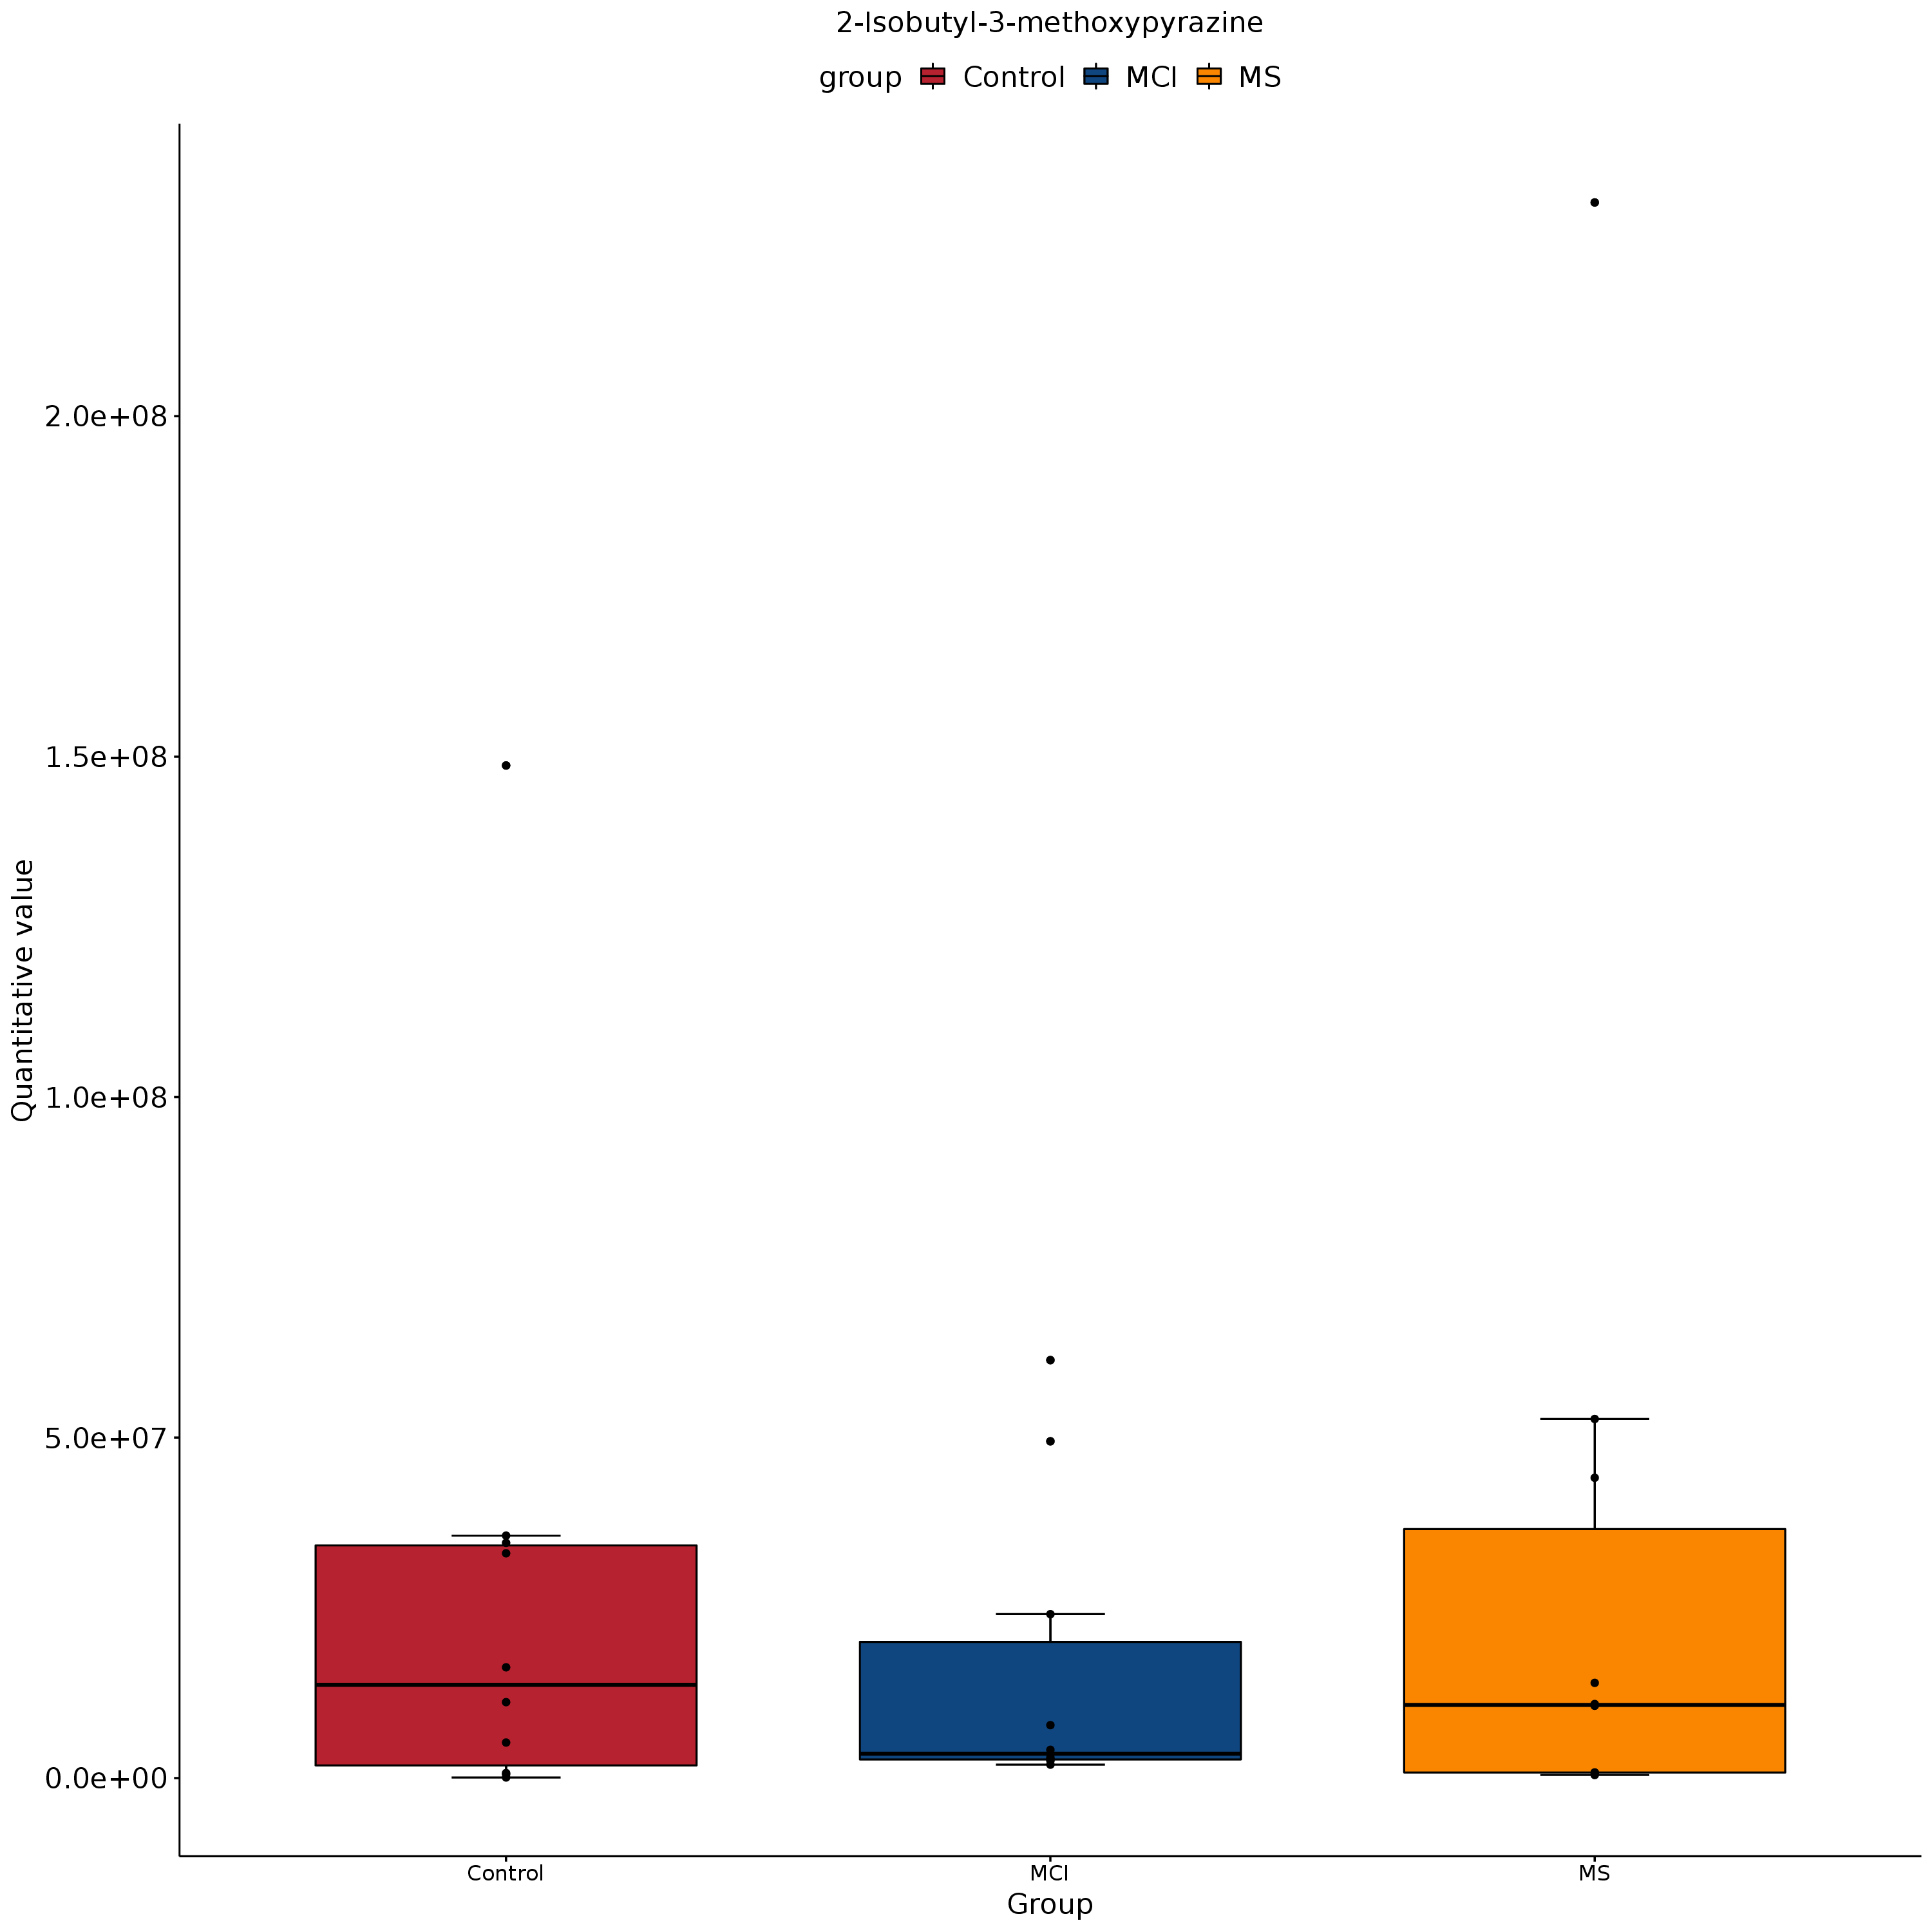 2-Isobutyl-3-methoxypyrazine
group Control MCI MS
2.0e+08
1.5e+08
1.0e+08
5.0e+07
0.0e+00
Quantitative value
Control MCI MS
Group